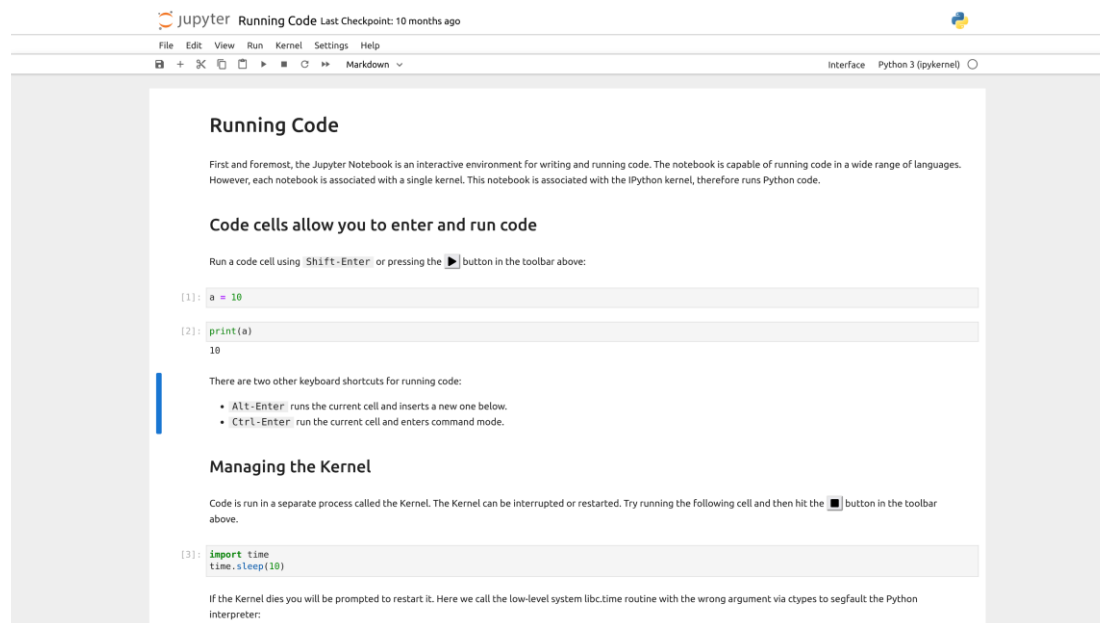 jupyter Running Code Last Checkpoint: 10 months ago
File Edit View Run Kernel Settings Help
Markdown Interface Python 3 (ipykernel)
Running Code
First and foremost, the Jupyter Notebook is an interactive environment for writing and running code. The notebook is capable of running code in a wide range of languages.
However, each notebook is associated with a single kernel. This notebook is associated with the IPython kernel, therefore runs Python code.
Code cells allow you to enter and run code
Run a code cell using Shift-Enter or pressing the button in the toolbar above:
[1]: a = 10
[2]: print(a)
10
There are two other keyboard shortcuts for running code:
• Alt-Enter runs the current cell and inserts a new one below.
• Ctrl-Enter run the current cell and enters command mode.
Managing the Kernel
Code is run in a separate process called the Kernel. The Kernel can be interrupted or restarted. Try running the following cell and then hit the button in the toolbar
above.
[3]: import time
time.sleep(10)
If the Kernel dies you will be prompted to restart it. Here we call the low-level system libc.time routine with the wrong argument via ctypes to segfault the Python
interpreter: